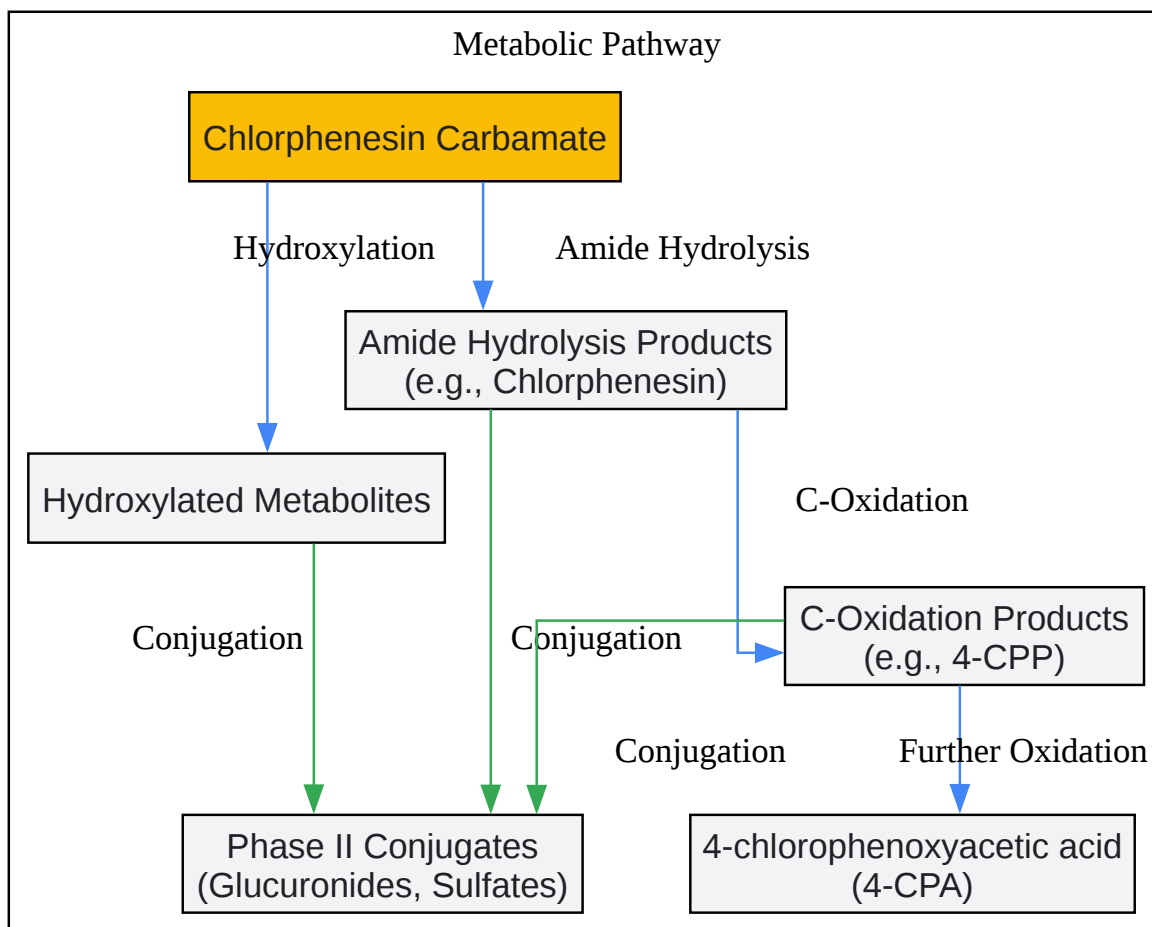 Metabolic Pathway
Chlorphenesin Carbamate
Hydroxylation
Amide Hydrolysis
Amide Hydrolysis Products
(e.g., Chlorphenesin)
Hydroxylated Metabolites
C-Oxidation
C-Oxidation Products
(e.g., 4-CPP)
Conjugation
Conjugation
Conjugation
Further Oxidation
Phase II Conjugates
(Glucuronides, Sulfates)
4-chlorophenoxyacetic acid
(4-CPA)